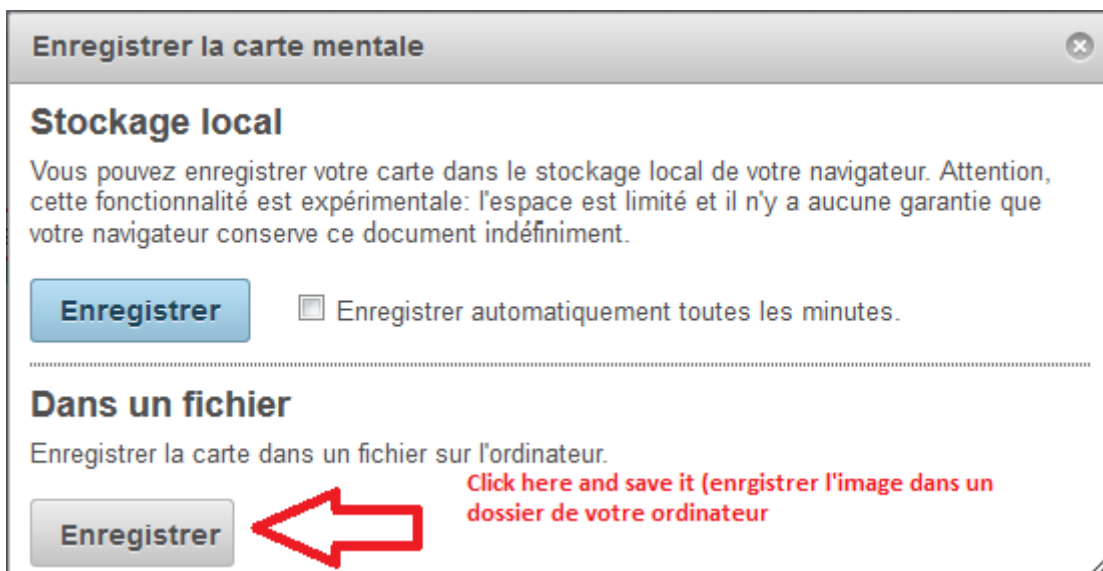 Enregistrer la carte mentale
Stockage local
Vous pouvez enregistrer votre carte dans le stockage local de votre navigateur. Attention,
cette fonctionnalité est expérimentale: l'espace est limité et il n'y a aucune garantie que
votre navigateur conserve ce document indéfiniment.
Enregistrer
Enregistrer automatiquement toutes les minutes.
Dans un fichier
Enregistrer la carte dans un fichier sur l'ordinateur.
Click here and save it (enrgistrer l'image dans un
dossier de votre ordinateur
Enregistrer